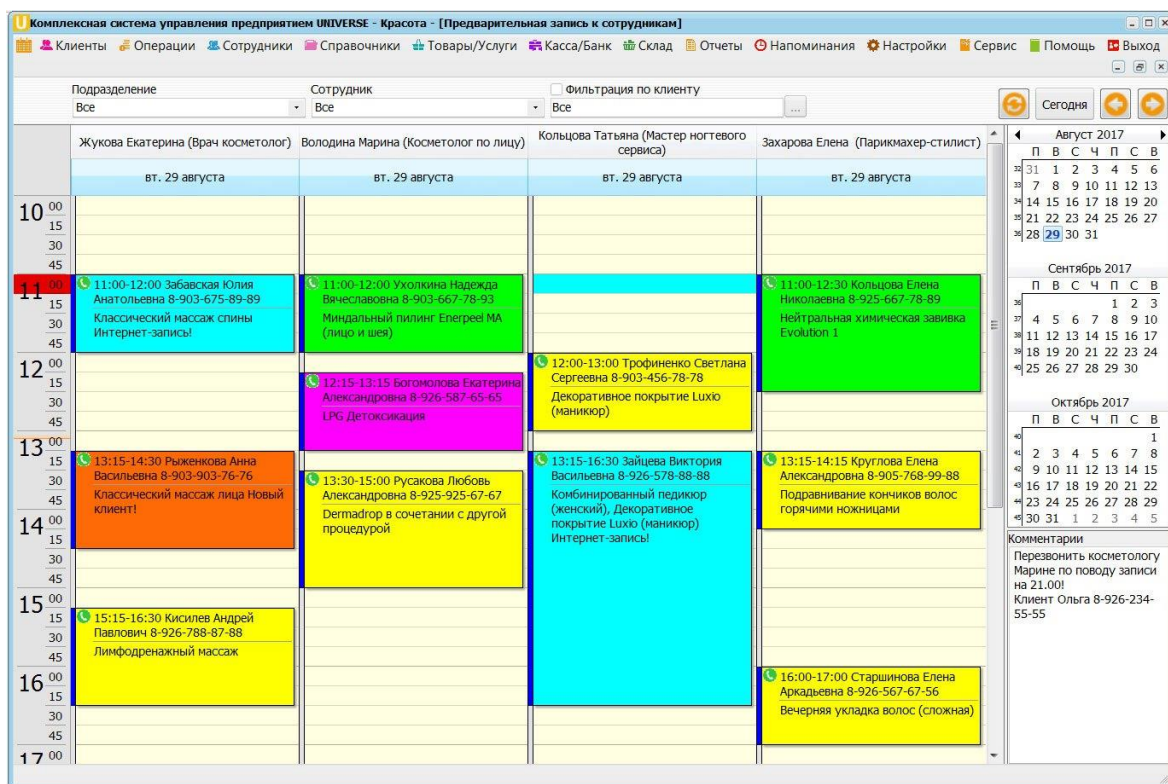 Комплексная система управления предприятием UNIVERSE - Красота - [Предварительная запись к сотрудникам]
Клиенты Операции Сотрудники Справочники Товары/Услуги Касса/Банк Склад Отчеты Напоминания Настройки Сервис Помощь Выход
Подразделение Сотрудник Фильтрация по клиенту
Все Все Все ... Сегодня
Жукова Екатерина (Врач косметолог)
вт. 29 августа
Володина Марина (Косметолог по лицу)
вт. 29 августа
Кольцова Татьяна (Мастер ногтевого
сервиса)
вт. 29 августа
Захарова Елена (Парикмахер-стилист)
вт. 29 августа
10 00
15
30
45
11 00
15
30
45
12 00
15
30
45
13 00
15
30
45
14 00
15
30
45
15 00
15
30
45
16 00
15
30
45
17 00
11:00-12:00 Забавская Юлия
Анатольевна 8-903-675-89-89
Классический массаж спины
Интернет-запись!
13:15-14:30 Рыженкова Анна
Васильевна 8-903-903-76-76
Классический массаж лица Новый
клиент!
15:15-16:30 Кисилев Андрей
Павлович 8-926-788-87-88
Лимфодренажный массаж
11:00-12:00 Ухолкина Надежда
Вячеславовна 8-903-667-78-93
Миндальный пилинг Enerpeel MA
(лицо и шея)
12:15-13:15 Богомолова Екатерина
Александровна 8-926-587-65-65
LPG Детоксикация
13:30-15:00 Русакова Любовь
Александровна 8-925-925-67-67
Dermadrop в сочетании с другой
процедурой
12:00-13:00 Трофиненко Светлана
Сергеевна 8-903-456-78-78
Декоративное покрытие Luxio
(маникюр)
13:15-16:30 Зайцева Виктория
Васильевна 8-926-578-88-88
Комбинированный педикюр
(женский), Декоративное
покрытие Luxio (маникюр)
Интернет-запись!
11:00-12:30 Кольцова Елена
Николаевна 8-925-667-78-89
Нейтральная химическая завивка
Evolution 1
13:15-14:15 Круглова Елена
Александровна 8-905-768-99-88
Подравнивание кончиков волос
горячими ножницами
16:00-17:00 Старшинова Елена
Аркадьевна 8-926-567-67-56
Вечерняя укладка волос (сложная)
Август 2017
П В С Ч П С В
32 31 1 2 3 4 5 6
33 7 8 9 10 11 12 13
34 14 15 16 17 18 19 20
35 21 22 23 24 25 26 27
36 28 29 30 31
Сентябрь 2017
П В С Ч П С В
36 1 2 3
37 4 5 6 7 8 9 10
38 11 12 13 14 15 16 17
39 18 19 20 21 22 23 24
40 25 26 27 28 29 30
Октябрь 2017
П В С Ч П С В
40 1
41 2 3 4 5 6 7 8
42 9 10 11 12 13 14 15
43 16 17 18 19 20 21 22
44 23 24 25 26 27 28 29
45 30 31 1 2 3 4 5
Комментарии
Перезвонить косметологу
Марине по поводу записи
на 21.00!
Клиент Ольга 8-926-234-
55-55